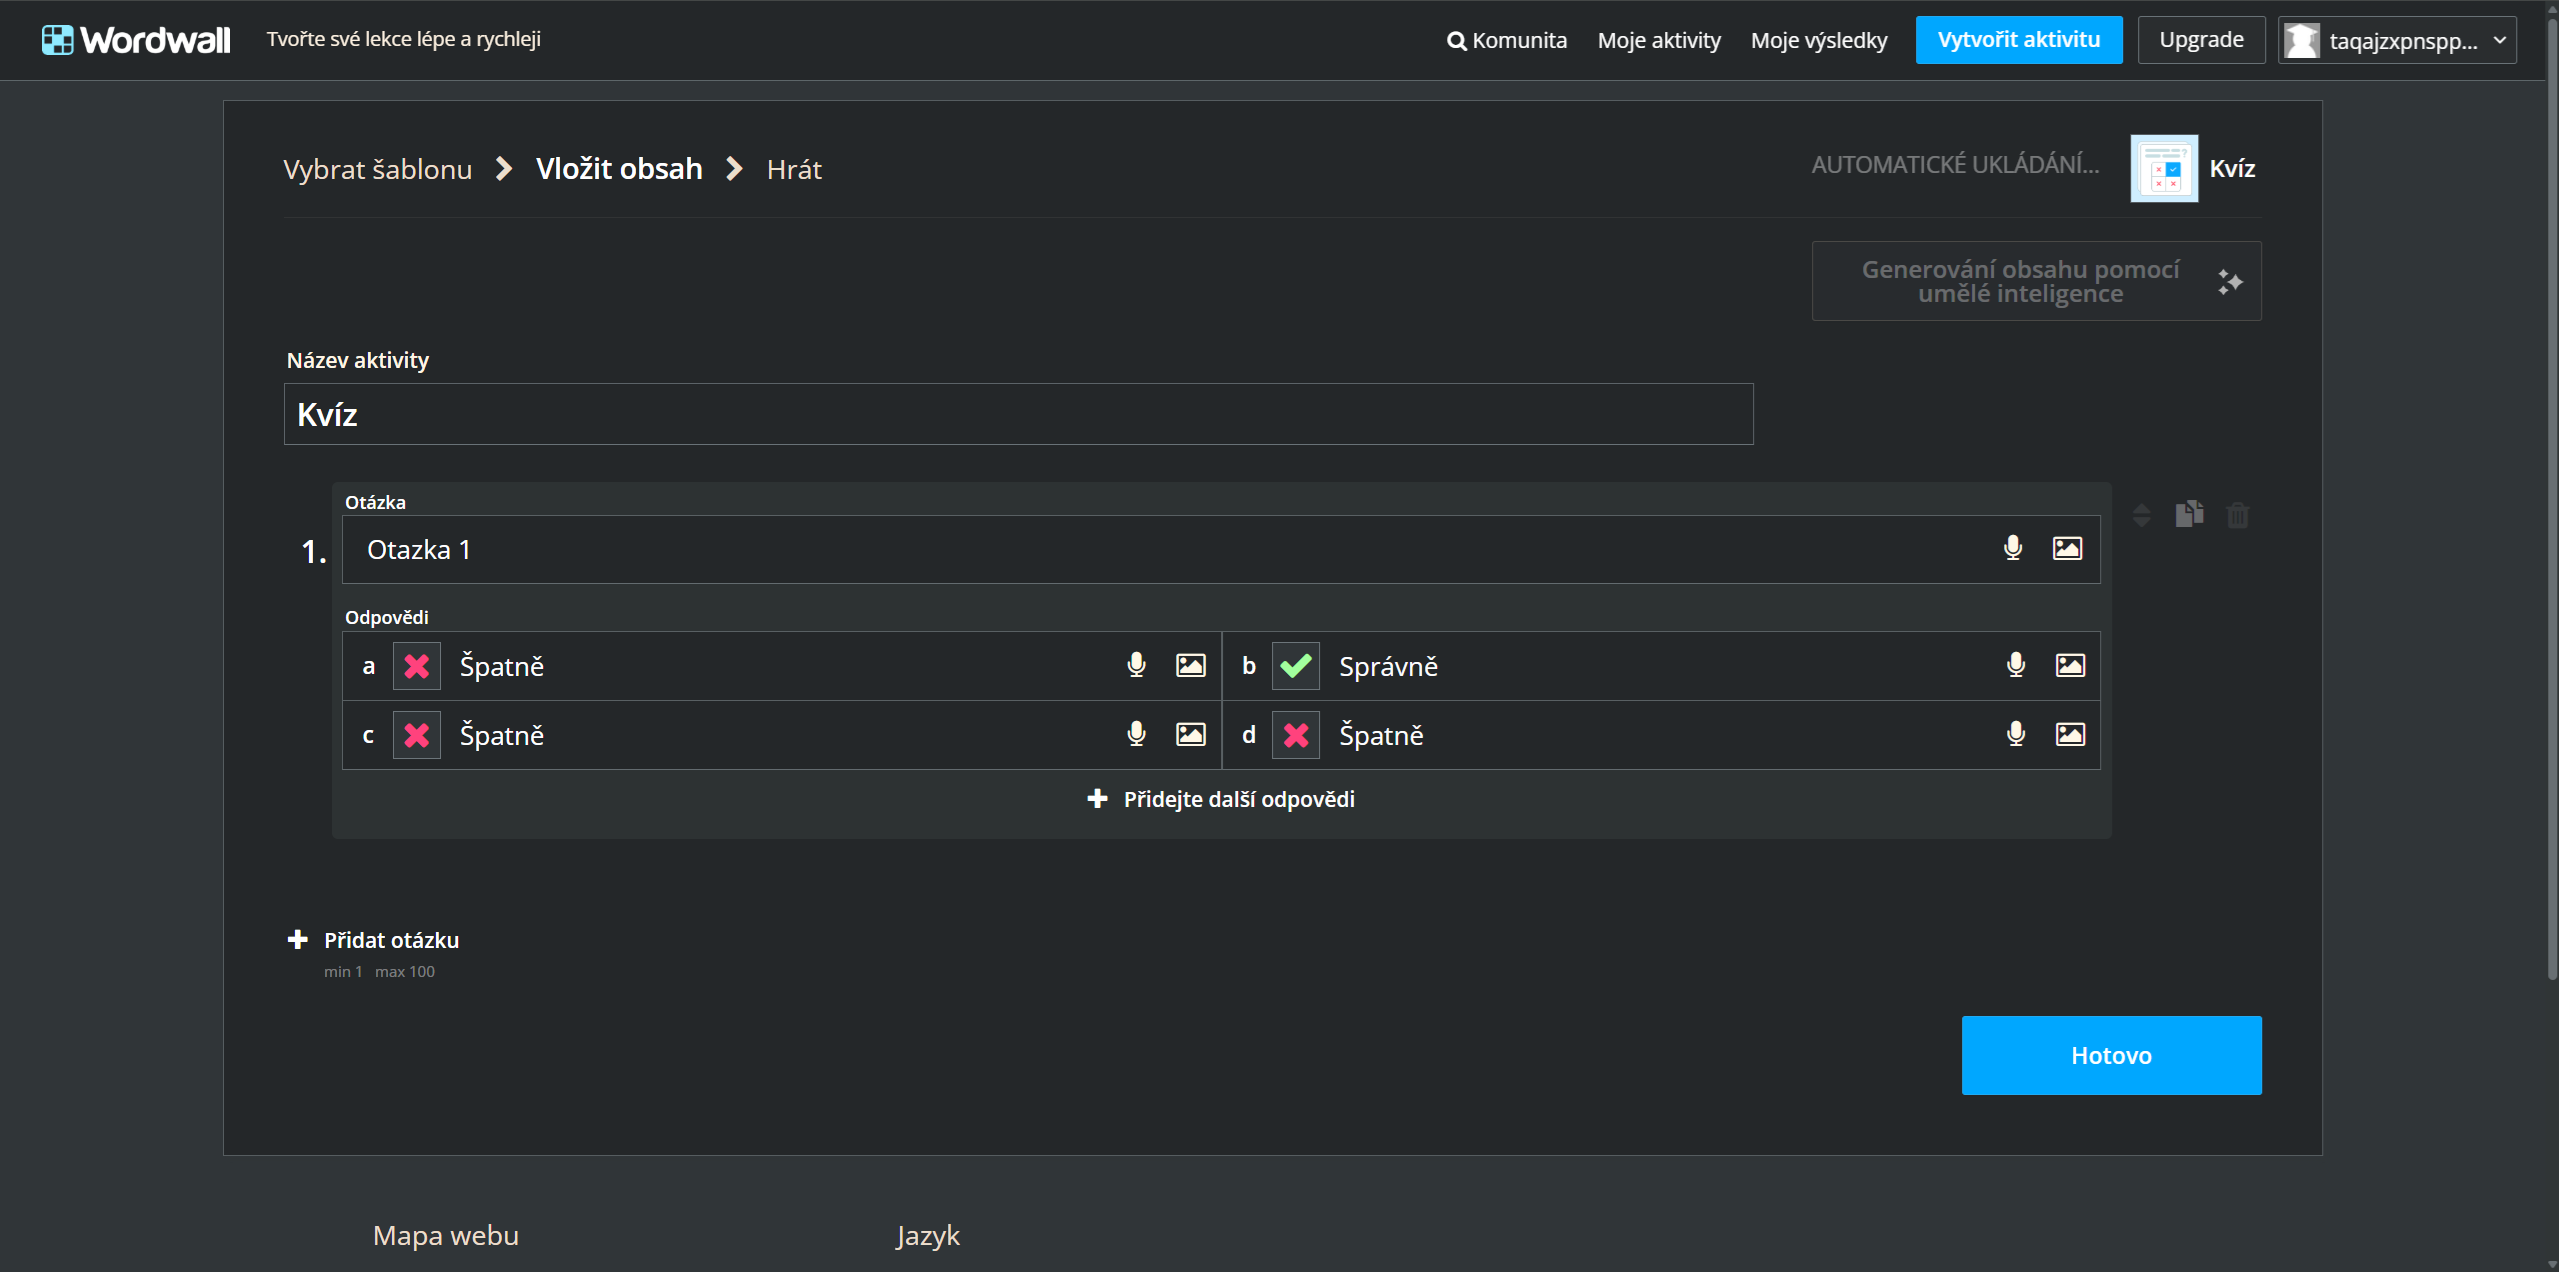 Wordwall Tvořte své lekce lépe a rychleji Komunita Moje aktivity Moje výsledky Vytvořit aktivitu Upgrade taqajzxpnspp...
Vybrat šablonu Vložit obsah Hrát AUTOMATICKÉ UKLÁDÁNÍ... Kvíz
Generování obsahu pomocí
umělé inteligence
Název aktivity
Kvíz
Otázka
1. Otazka 1
Odpovědi
a Špatně b Správně
c Špatně d Špatně
Přidejte další odpovědi
Přidat otázku
min 1 max 100
Hotovo
Mapa webu Jazyk